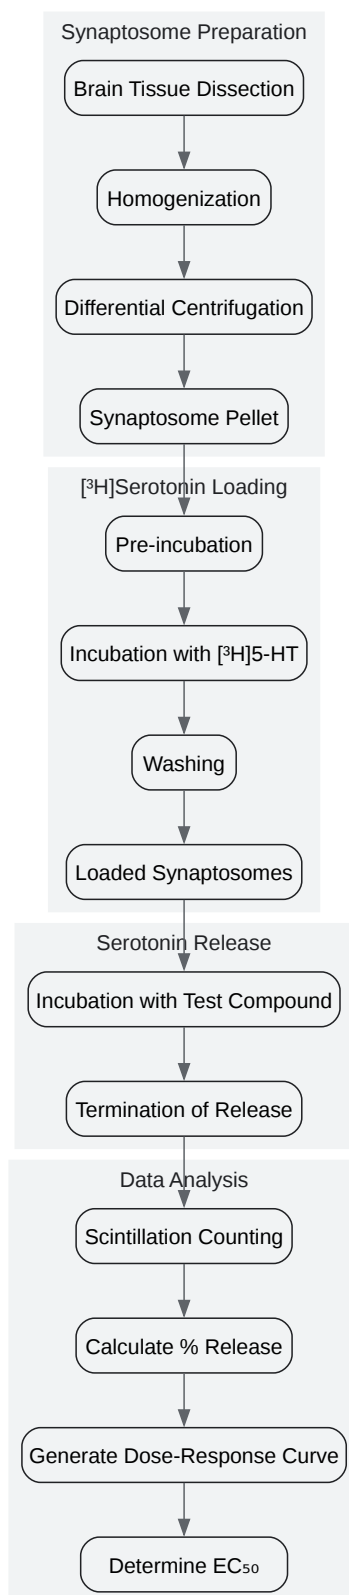 Synaptosome Preparation
Brain Tissue Dissection
Homogenization
Differential Centrifugation
Synaptosome Pellet
[³H]Serotonin Loading
Pre-incubation
Incubation with [³H]5-HT
Washing
Loaded Synaptosomes
Serotonin Release
Incubation with Test Compound
Termination of Release
Data Analysis
Scintillation Counting
Calculate % Release
Generate Dose-Response Curve
Determine EC₅₀